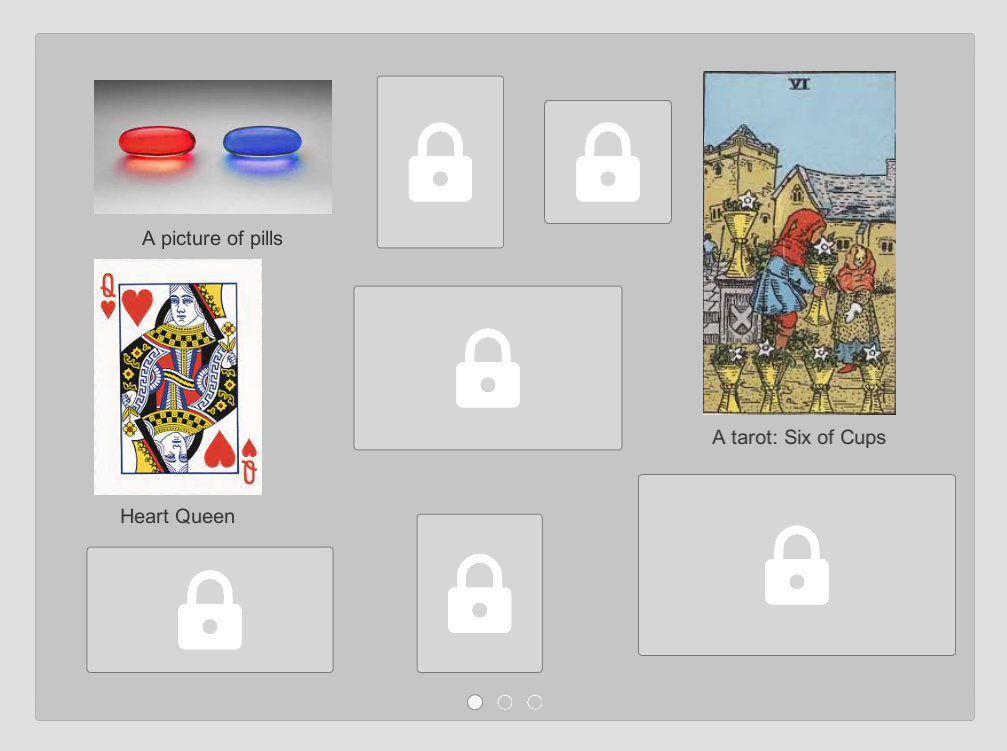 VI
A picture of pills
Q
Q
Heart Queen
A tarot: Six of Cups